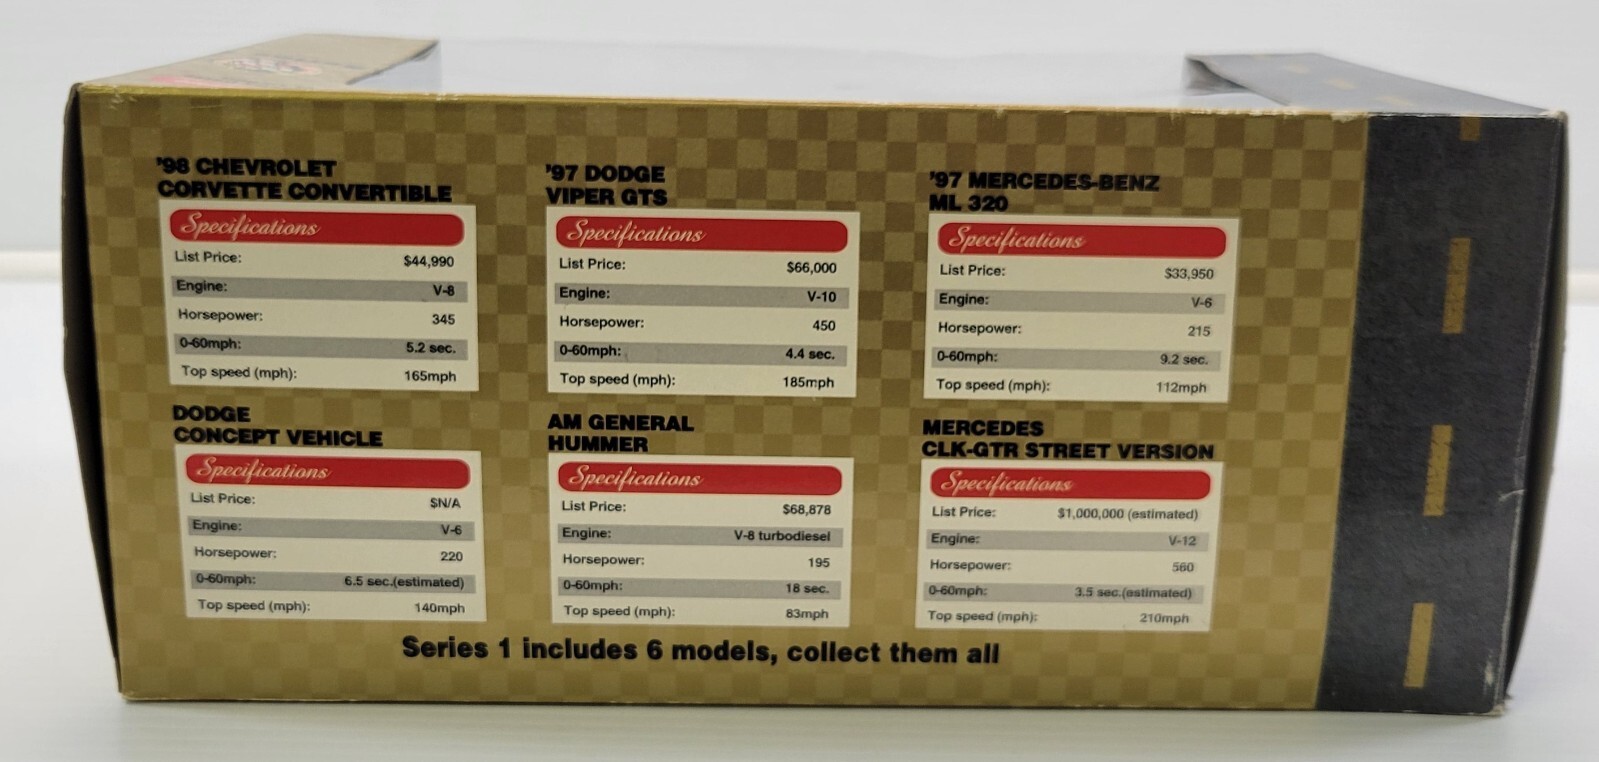 '98 CHEVROLET
CORVETTE CONVERTIBLE
Specifications
List Price: $44,990
Engine: V-8
Horsepower: 345
0-60mph: 5.2 sec.
Top speed (mph): 165mph
'97 DODGE
VIPER GTS
Specifications
List Price: $66,000
Engine: V-10
Horsepower: 450
0-60mph: 4.4 sec.
Top speed (mph): 185mph
'97 MERCEDES-BENZ
ML 320
Specifications
List Price: $33,950
Engine: V-6
Horsepower: 215
0-60mph: 9.2 sec.
Top speed (mph): 112mph
DODGE
CONCEPT VEHICLE
Specifications
List Price: $N/A
Engine: V-6
Horsepower: 220
0-60mph: 6.5 sec.(estimated)
Top speed (mph): 140mph
AM GENERAL
HUMMER
Specifications
List Price: $68,878
Engine: V-8 turbodiesel
Horsepower: 195
0-60mph: 18 sec.
Top speed (mph): 83mph
MERCEDES
CLK-GTR STREET VERSION
Specifications
List Price: $1,000,000 (estimated)
Engine: V-12
Horsepower: 560
0-60mph: 3.5 sec.(estimated)
Top speed (mph): 210mph
Series 1 includes 6 models, collect them all